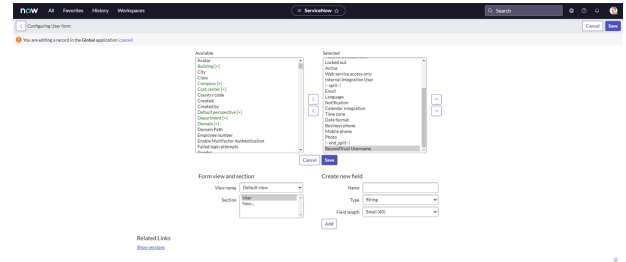 now All Favorites History Workspaces ServiceNow Search
Configuring User form Cancel Save
You are editing a record in the Global application (cancel)
Available
Avatar
Building [+]
City
Class
Company [+]
Cost center [+]
Country code
Created
Created by
Default perspective [+]
Department [+]
Domain [+]
Domain Path
Employee number
Enable Multifactor Authentication
Failed login attempts
Selected
Locked out
Active
Web service access only
Internal Integration User
|- split -|
Email
Language
Notification
Calendar integration
Time zone
Date format
Business phone
Mobile phone
Photo
|- end_split -|
BeyondTrust Username
Cancel Save
Form view and section
View name Default view
Section User
New...
Create new field
Name
Type String
Field length Small (40)
Add
Related Links
Show versions